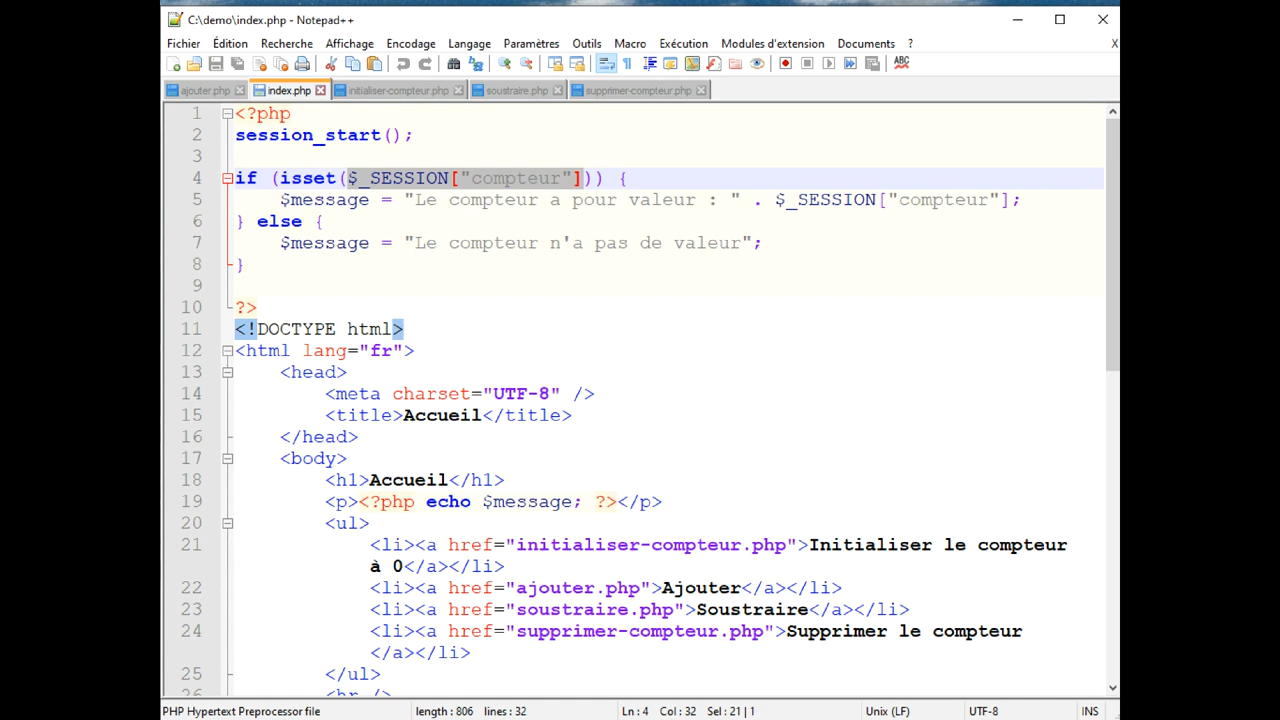 C:\demo\index.php - Notepad++
Fichier Édition Recherche Affichage Encodage Langage Paramètres Outils Macro Exécution Modules d'extension Documents ? X
ajouter.php index.php initialiser-compteur.php soustraire.php supprimer-compteur.php
1 <?php
2 session_start();
3
4 if (isset($_SESSION["compteur"])) {
5 $message = "Le compteur a pour valeur : " . $_SESSION["compteur"];
6 } else {
7 $message = "Le compteur n'a pas de valeur";
8 }
9
10 ?>
11 <!DOCTYPE html>
12 <html lang="fr">
13 <head>
14 <meta charset="UTF-8" />
15 <title>Accueil</title>
16 </head>
17 <body>
18 <h1>Accueil</h1>
19 <p><?php echo $message; ?></p>
20 <ul>
21 <li><a href="initialiser-compteur.php">Initialiser le compteur
à 0</a></li>
22 <li><a href="ajouter.php">Ajouter</a></li>
23 <li><a href="soustraire.php">Soustraire</a></li>
24 <li><a href="supprimer-compteur.php">Supprimer le compteur
</a></li>
25 </ul>
26 <hr />
PHP Hypertext Preprocessor file length : 806 lines : 32 Ln : 4 Col : 32 Sel : 21 | 1 Unix (LF) UTF-8 INS